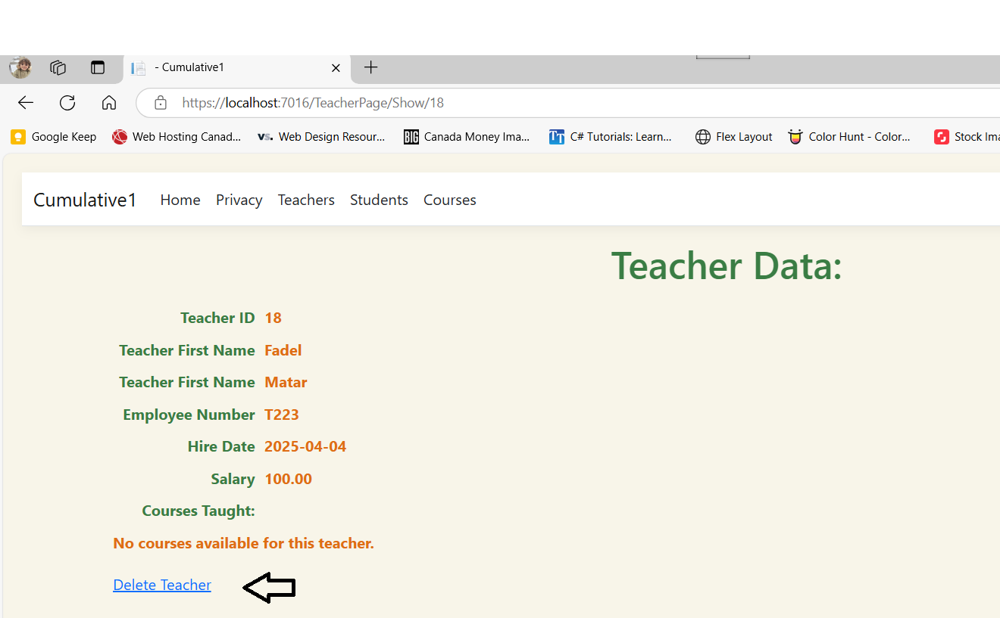 - Cumulative1
https://localhost:7016/TeacherPage/Show/18
Google Keep Web Hosting Canad... vs. Web Design Resour... BIG Canada Money Ima... TT C# Tutorials: Learn... Flex Layout Color Hunt - Color... Stock Ima
Cumulative1 Home Privacy Teachers Students Courses
Teacher Data:
Teacher ID 18
Teacher First Name Fadel
Teacher First Name Matar
Employee Number T223
Hire Date 2025-04-04
Salary 100.00
Courses Taught:
No courses available for this teacher.
Delete Teacher